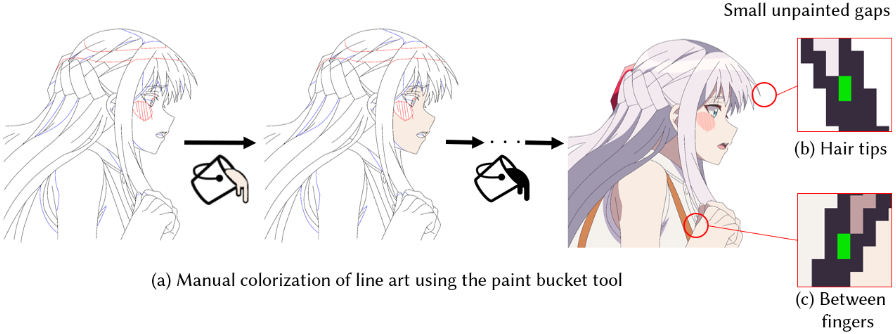 Small unpainted gaps
(b) Hair tips
(a) Manual colorization of line art using the paint bucket tool
(c) Between
fingers